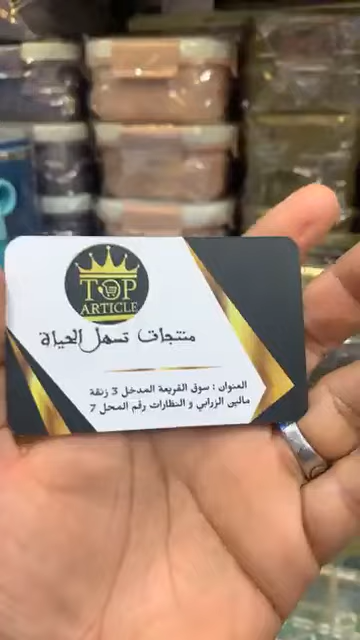 TOP
ARTICLE
منتجات تسهل الحياة
العنوان : سوق القريعة المدخل 3 زنقة
مالين الزرابي و النظارات رقم المحل 7